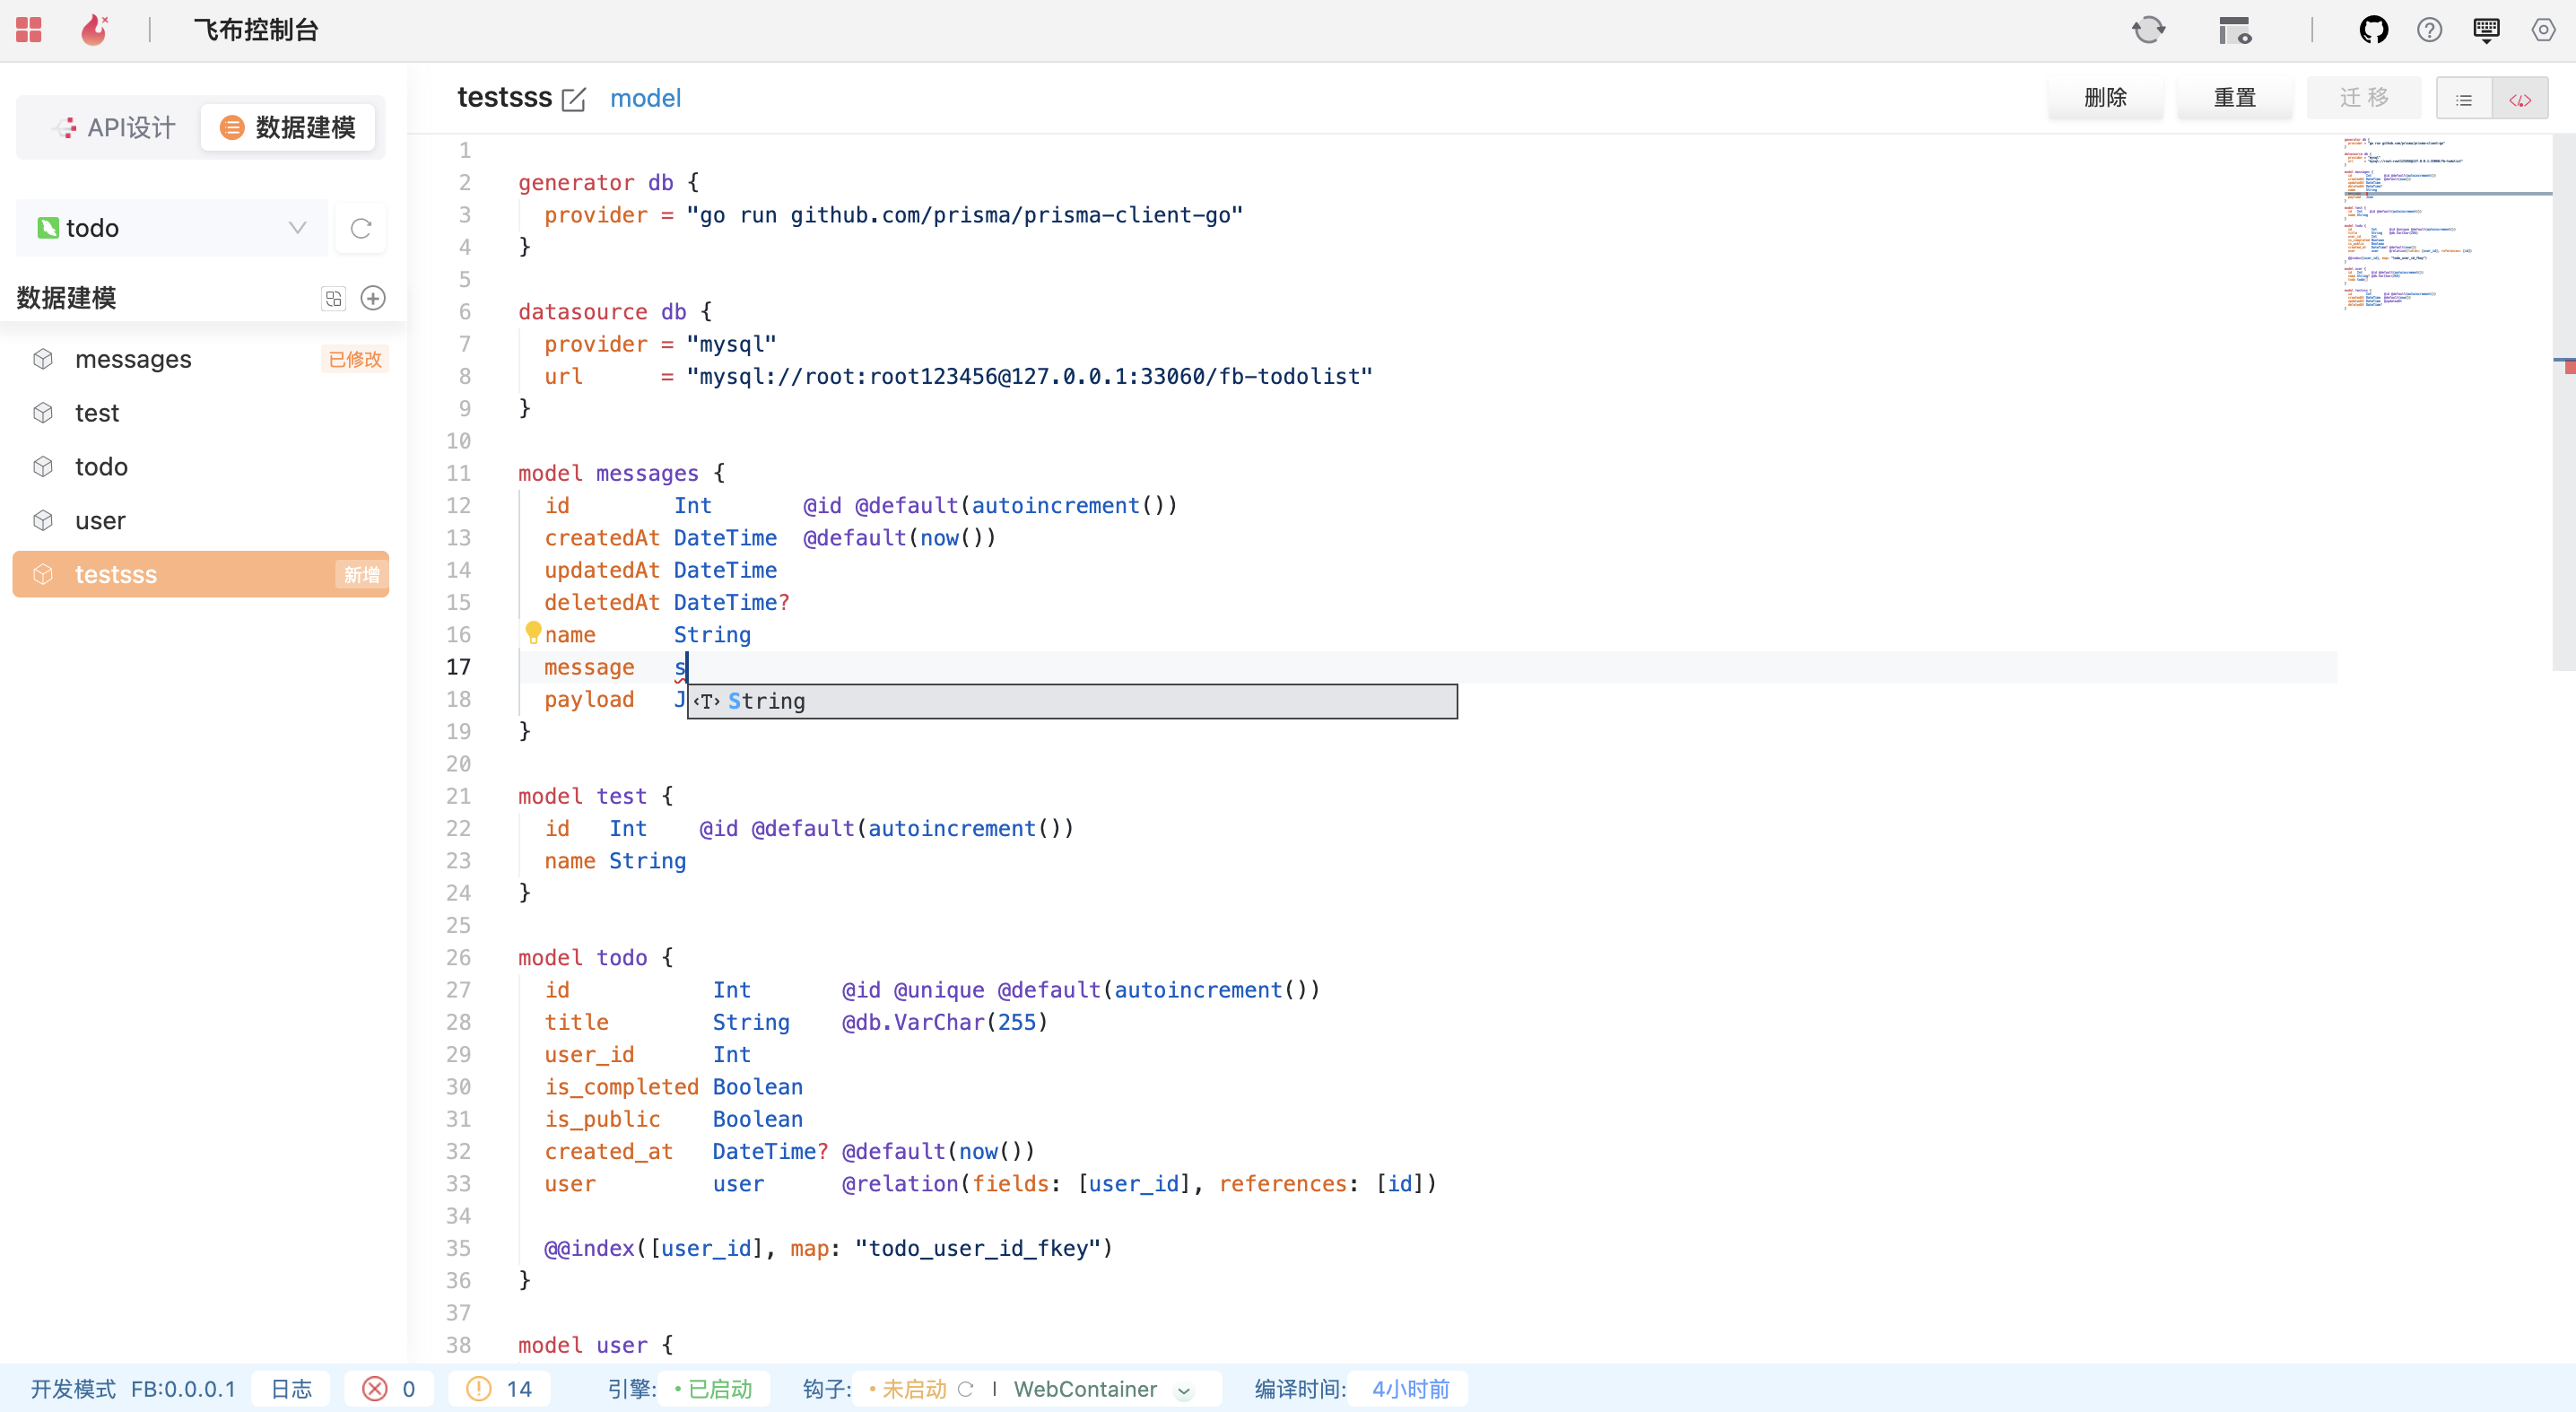 飞布控制台
API设计 数据建模
todo
数据建模
messages 已修改
test
todo
user
testsss 新增
testsss model
删除 重置 迁 移
1
2 generator db {
3 provider = "go run github.com/prisma/prisma-client-go"
4 }
5
6 datasource db {
7 provider = "mysql"
8 url = "mysql://root:root123456@127.0.0.1:33060/fb-todolist"
9 }
10
11 model messages {
12 id Int @id @default(autoincrement())
13 createdAt DateTime @default(now())
14 updatedAt DateTime
15 deletedAt DateTime?
16 name String
17 message s
18 payload J
String
19 }
20
21 model test {
22 id Int @id @default(autoincrement())
23 name String
24 }
25
26 model todo {
27 id Int @id @unique @default(autoincrement())
28 title String @db.VarChar(255)
29 user_id Int
30 is_completed Boolean
31 is_public Boolean
32 created_at DateTime? @default(now())
33 user user @relation(fields: [user_id], references: [id])
34
35 @@index([user_id], map: "todo_user_id_fkey")
36 }
37
38 model user {
开发模式 FB:0.0.0.1 日志 0 14 引擎: 已启动 钩子: 未启动 | WebContainer 编译时间: 4小时前